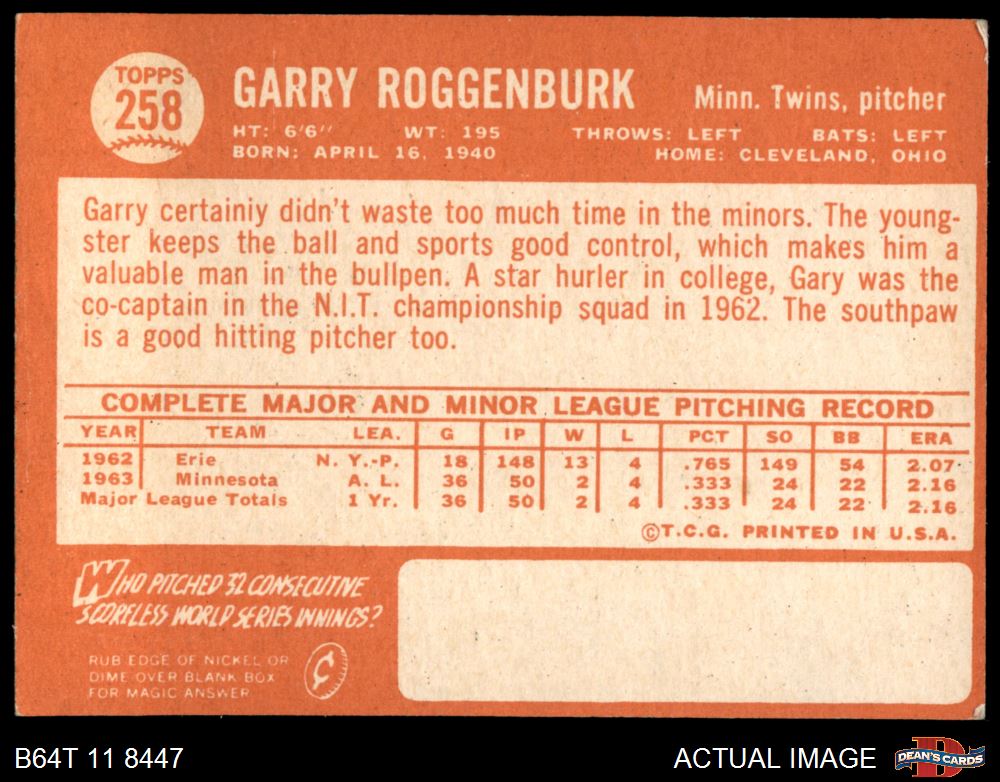 TOPPS
258
GARRY ROGGENBURK
Minn. Twins, pitcher
HT: 6'6" WT: 195 THROWS: LEFT BATS: LEFT
BORN: APRIL 16, 1940 HOME: CLEVELAND, OHIO
Garry certainiy didn't waste too much time in the minors. The young-
ster keeps the ball and sports good control, which makes him a
valuable man in the bullpen. A star hurler in college, Gary was the
co-captain in the N.I.T. championship squad in 1962. The southpaw
is a good hitting pitcher too.
COMPLETE MAJOR AND MINOR LEAGUE PITCHING RECORD
YEAR TEAM LEA. G IP W L PCT SO BB ERA
1962 Erie N. Y.-P. 18 148 13 4 .765 149 54 2.07
1963 Minnesota A. L. 36 50 2 4 .333 24 22 2.16
Major League Totals 1 Yr. 36 50 2 4 .333 24 22 2.16
©T.C.G. PRINTED IN U.S.A.
WHO PITCHED 32 CONSECUTIVE
SCORELESS WORLD SERIES INNINGS?
RUB EDGE OF NICKEL OR
DIME OVER BLANK BOX
FOR MAGIC ANSWER
¢
B64T 11 8447
ACTUAL IMAGE
D
DEAN'S CARDS